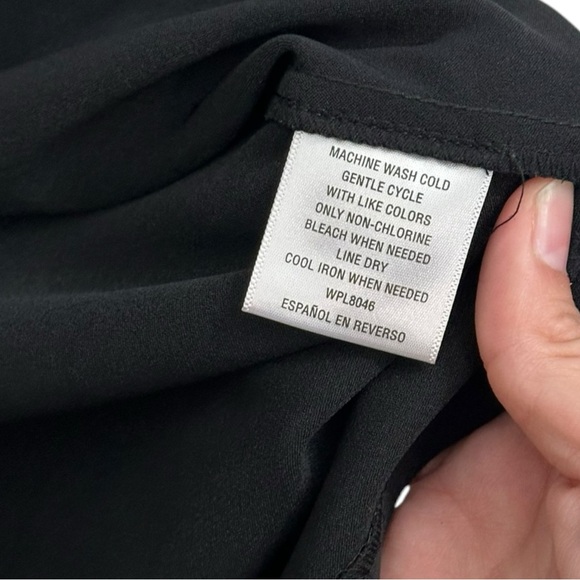 MACHINE WASH COLD
GENTLE CYCLE
WITH LIKE COLORS
ONLY NON-CHLORINE
BLEACH WHEN NEEDED
LINE DRY
COOL IRON WHEN NEEDED
WPL8046
ESPAÑOL EN REVERSO